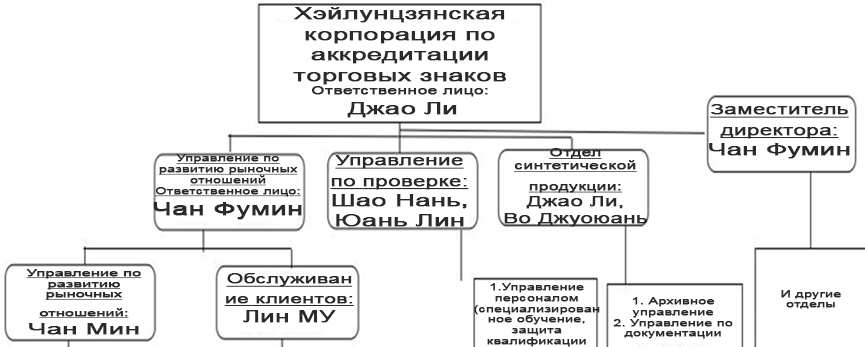 Хэйлунцзянская
корпорация по
аккредитации
торговых знаков
Ответственное лицо:
Джао Ли
Заместитель
директора:
Чан Фумин
Управление по
развитию рыночных
отношений
Ответственное лицо:
Чан Фумин
Управление
по проверке:
Шао Нань,
Юань Лин
Отдел
синтетической
продукции:
Джао Ли,
Во Джуоюань
Управление по
развитию
рыночных
отношений:
Чан Мин
Обслуживан
ие клиентов:
Лин МУ
1.Управление
персоналом
(специализирован
ное обучение,
защита
квалификации
1. Архивное
управление
2. Управление по
документации
И другие
отделы